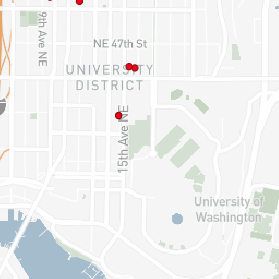 9th Ave NE
NE 47th St
UNIVERSITY
DISTRICT
15th Ave NE
University of
Washington